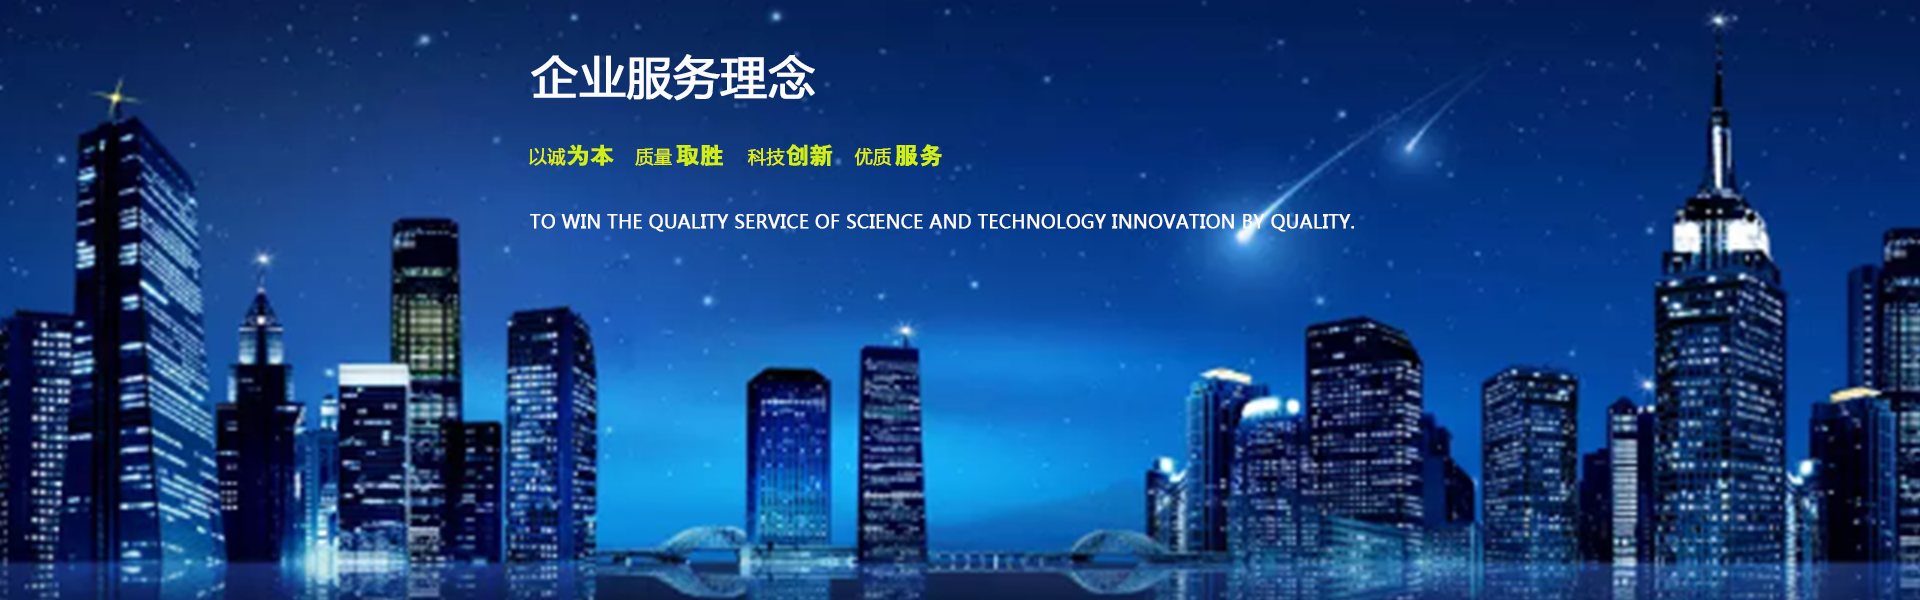 企业服务理念
以诚为本 质量取胜 科技创新 优质服务
TO WIN THE QUALITY SERVICE OF SCIENCE AND TECHNOLOGY INNOVATION BY QUALITY.